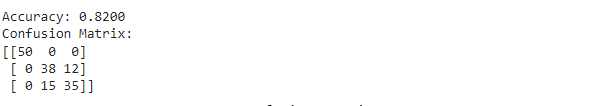 Accuracy: 0.8200
Confusion Matrix:
[[50  0  0]
 [ 0 38 12]
 [ 0 15 35]]